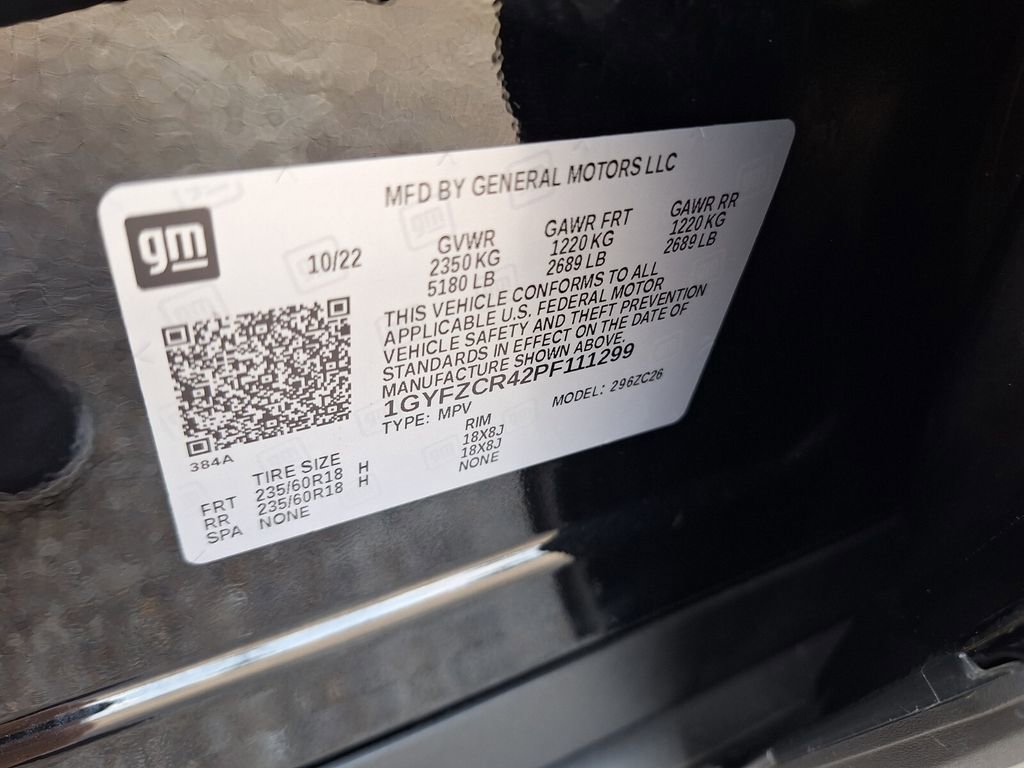 MFD BY GENERAL MOTORS LLC
gm
10/22
GVWR
2350 KG
5180 LB
GAWR FRT
1220 KG
2689 LB
GAWR RR
1220 KG
2689 LB
THIS VEHICLE CONFORMS TO ALL
APPLICABLE U.S. FEDERAL MOTOR
VEHICLE SAFETY AND THEFT PREVENTION
STANDARDS IN EFFECT ON THE DATE OF
MANUFACTURE SHOWN ABOVE.
1GYFZCR42PF111299
TYPE: MPV
MODEL: 296ZC26
384A
TIRE SIZE
RIM
FRT 235/60R18 H 18X8J
RR 235/60R18 H 18X8J
SPA NONE NONE